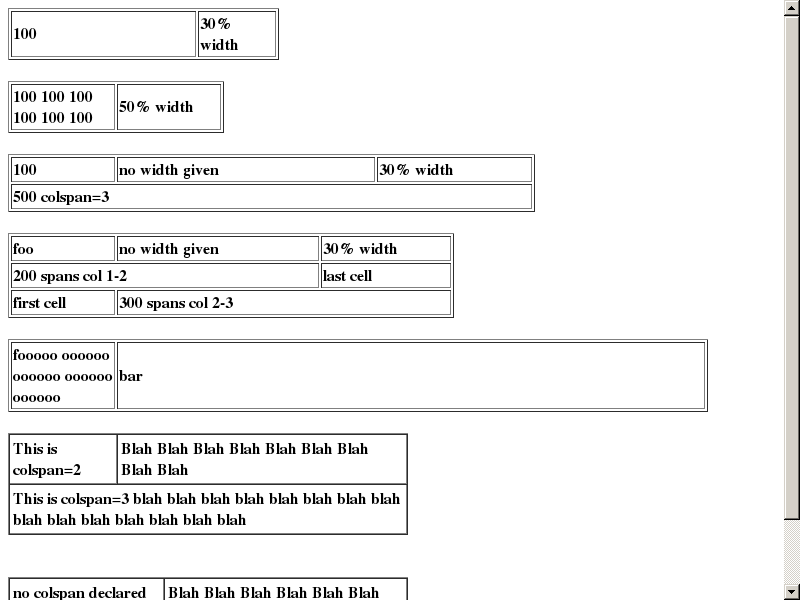 100
30%
width
100 100 100
100 100 100
50% width
100
no width given
30% width
500 colspan=3
foo
no width given
30% width
200 spans col 1-2
last cell
first cell
300 spans col 2-3
fooooo oooooo
oooooo oooooo
oooooo
bar
This is
colspan=2
Blah Blah Blah Blah Blah Blah Blah
Blah Blah
This is colspan=3 blah blah blah blah blah blah blah blah
blah blah blah blah blah blah blah
no colspan declared
Blah Blah Blah Blah Blah Blah